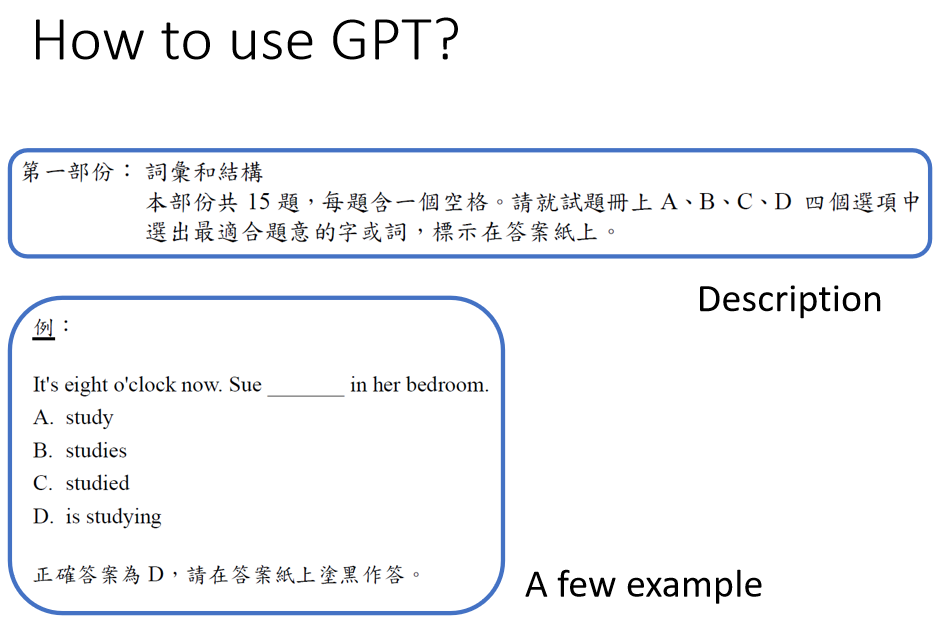 How to use GPT?
第一部份： 詞彙和結構
本部份共 15 題，每題含一個空格。請就試題冊上 A、B、C、D 四個選項中
選出最適合題意的字或詞，標示在答案紙上。
Description
例：
It's eight o'clock now. Sue _______ in her bedroom.
A. study
B. studies
C. studied
D. is studying
正確答案為 D，請在答案紙上塗黑作答。
A few example